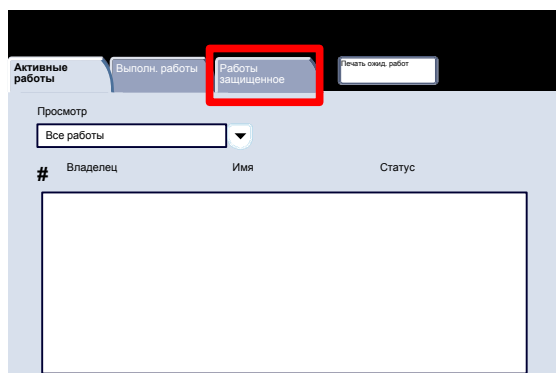 Активные
работы
Выполн. работы
Работы
защищенное
Печать ожид. работ
Просмотр
Все работы
# Владелец Имя Статус